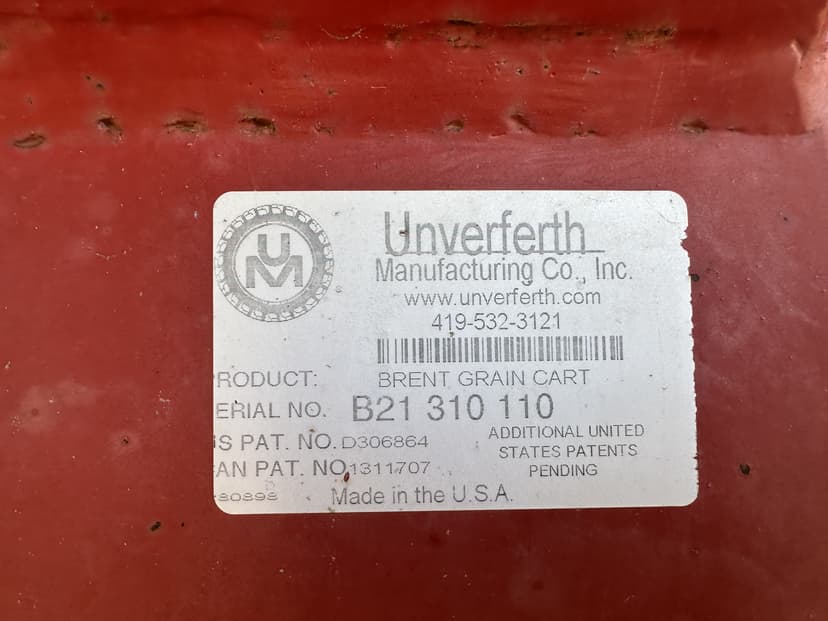 UM
Unverferth
Manufacturing Co., Inc.
www.unverferth.com
419-532-3121
RODUCT: BRENT GRAIN CART
ERIAL NO. B21 310 110
S PAT. NO. D306864
AN PAT. NO 1311707
ADDITIONAL UNITED
STATES PATENTS
PENDING
80898 Made in the U.S.A.